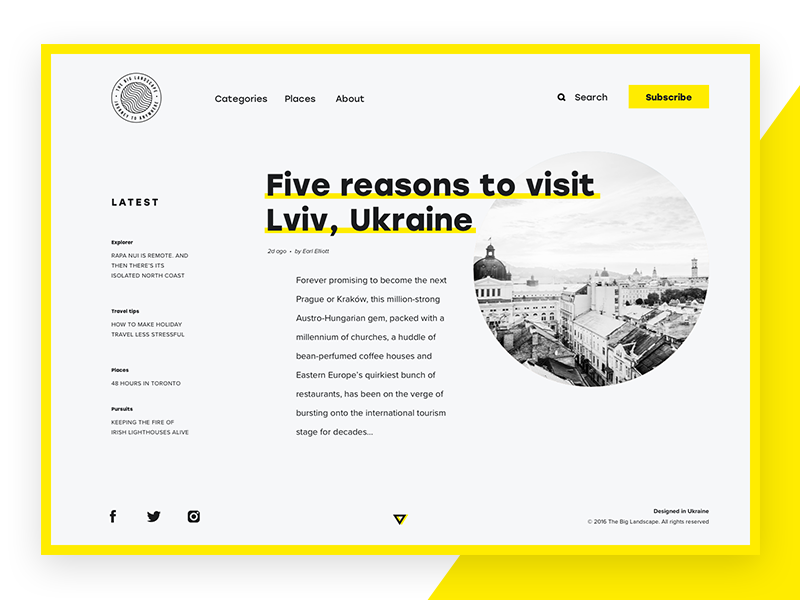 THE BIG LANDSCAPE
JOURNEY TO ANYWHERE
Categories Places About
Search
Subscribe
LATEST
Explorer
RAPA NUI IS REMOTE. AND
THEN THERE'S ITS
ISOLATED NORTH COAST
Travel tips
HOW TO MAKE HOLIDAY
TRAVEL LESS STRESSFUL
Places
48 HOURS IN TORONTO
Pursuits
KEEPING THE FIRE OF
IRISH LIGHTHOUSES ALIVE
Five reasons to visit
Lviv, Ukraine
2d ago • by Earl Elliott
Forever promising to become the next
Prague or Kraków, this million-strong
Austro-Hungarian gem, packed with a
millennium of churches, a huddle of
bean-perfumed coffee houses and
Eastern Europe's quirkiest bunch of
restaurants, has been on the verge of
bursting onto the international tourism
stage for decades...
Designed in Ukraine
© 2016 The Big Landscape. All rights reserved